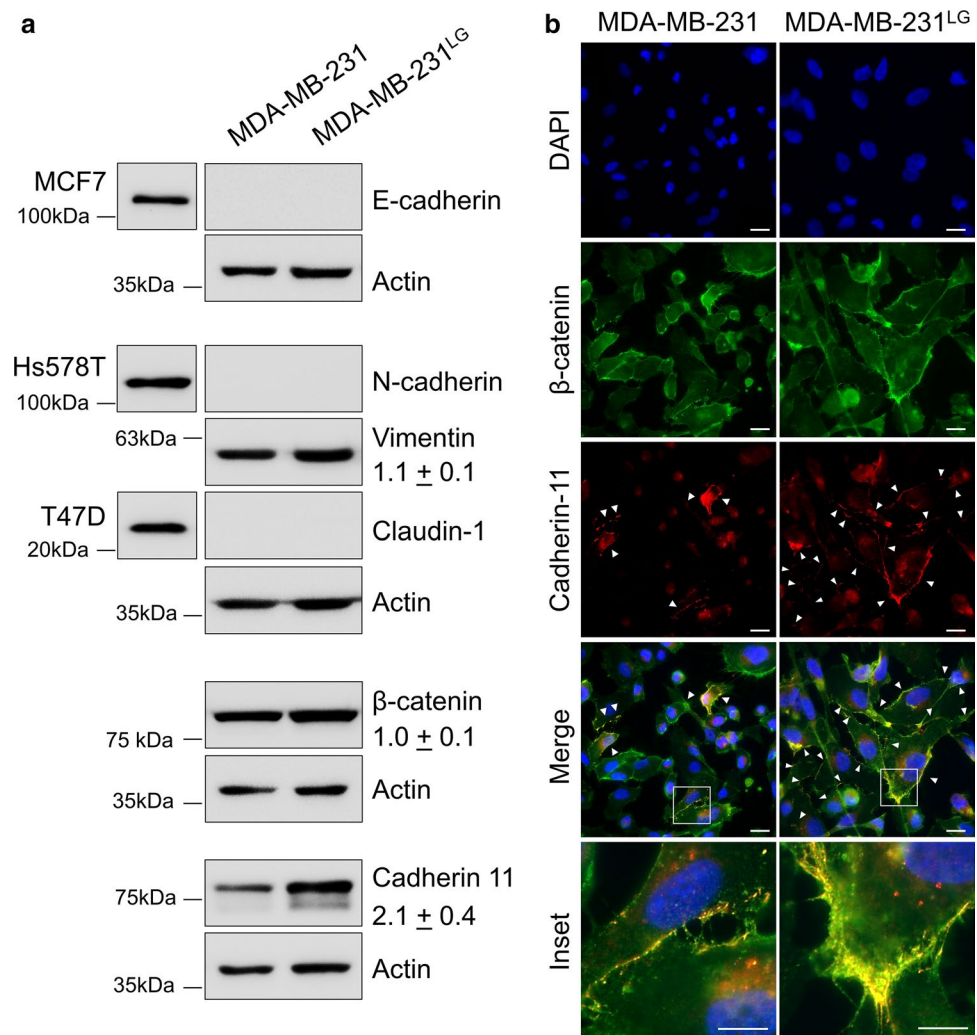 a
MDA-MB-231
MDA-MB-231LG
MCF7
100kDa
E-cadherin
35kDa
Actin
Hs578T
100kDa
N-cadherin
63kDa
Vimentin
1.1 ± 0.1
T47D
20kDa
Claudin-1
35kDa
Actin
β-catenin
75 kDa
1.0 ± 0.1
35kDa
Actin
Cadherin 11
75kDa
2.1 ± 0.4
35kDa
Actin
b
MDA-MB-231
MDA-MB-231LG
DAPI
β-catenin
Cadherin-11
Merge
Inset